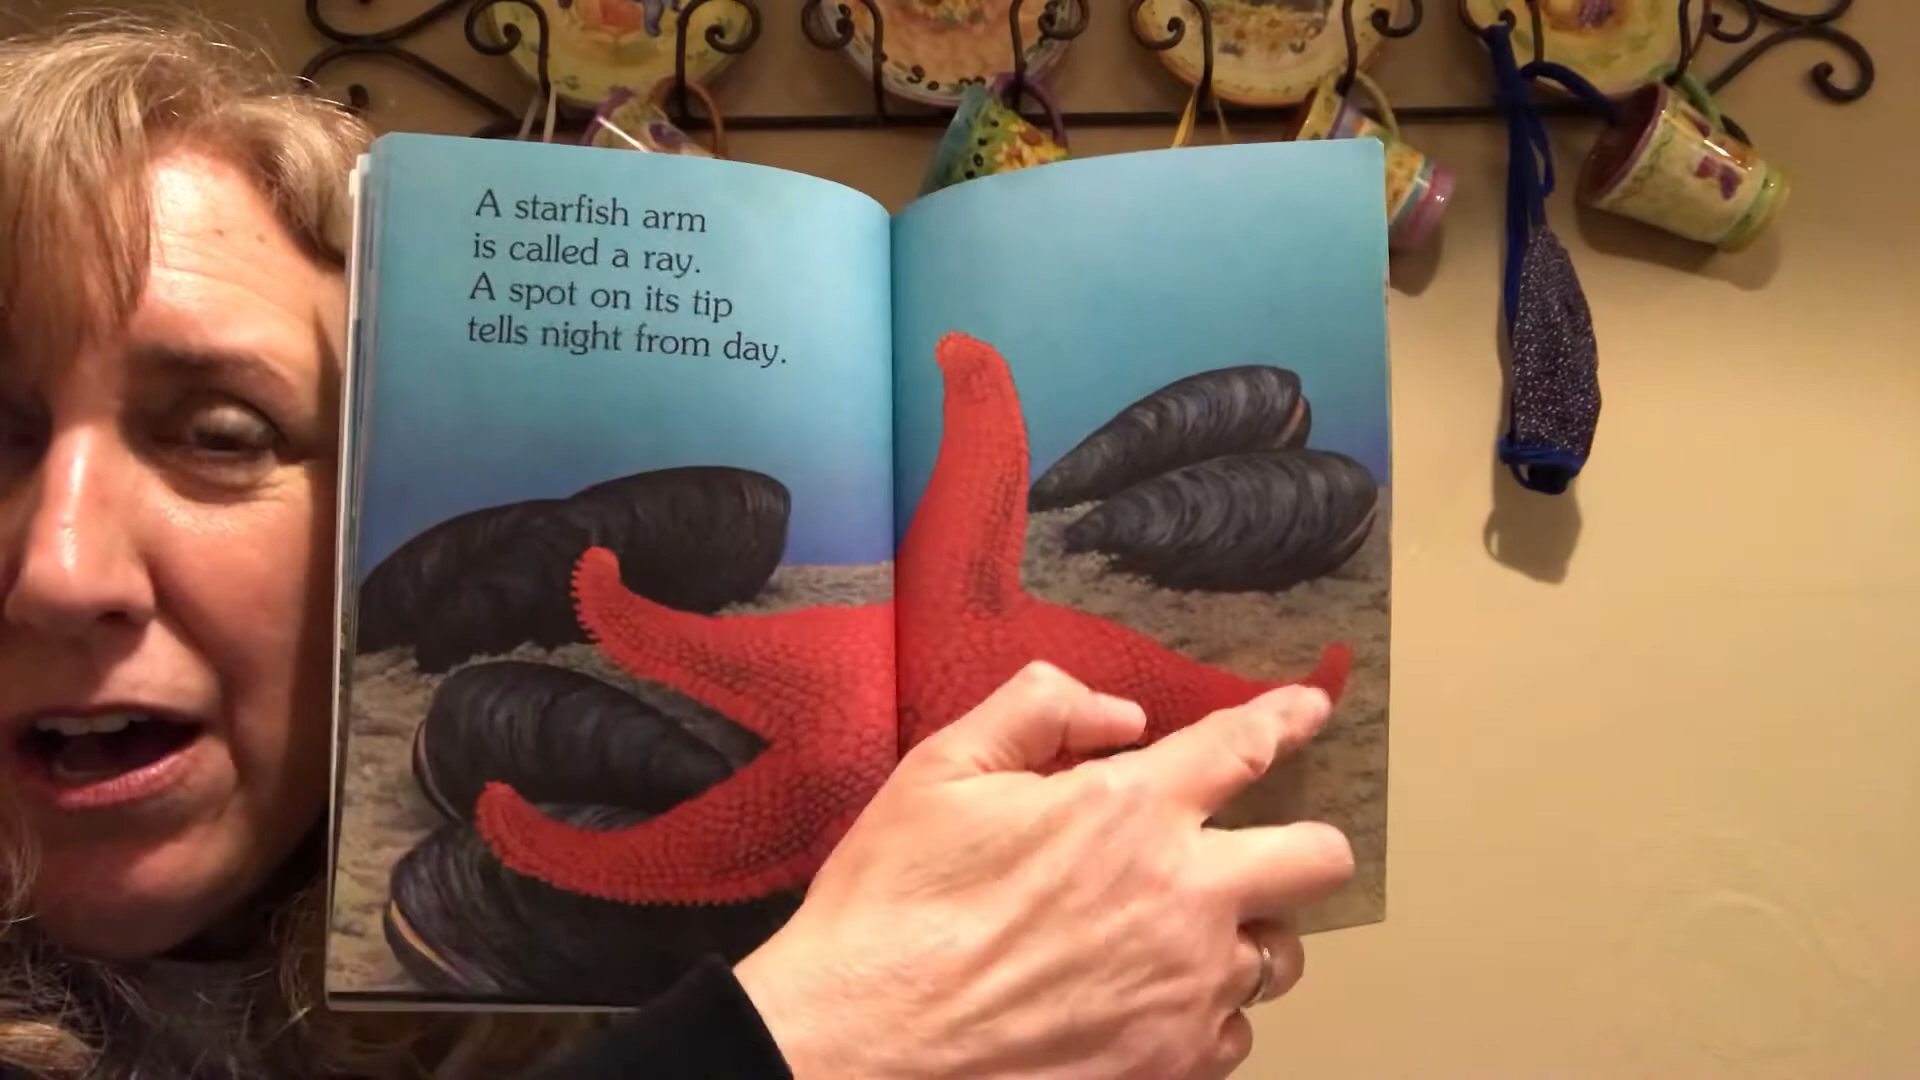 A starfish arm
is called a ray.
A spot on its tip
tells night from day.